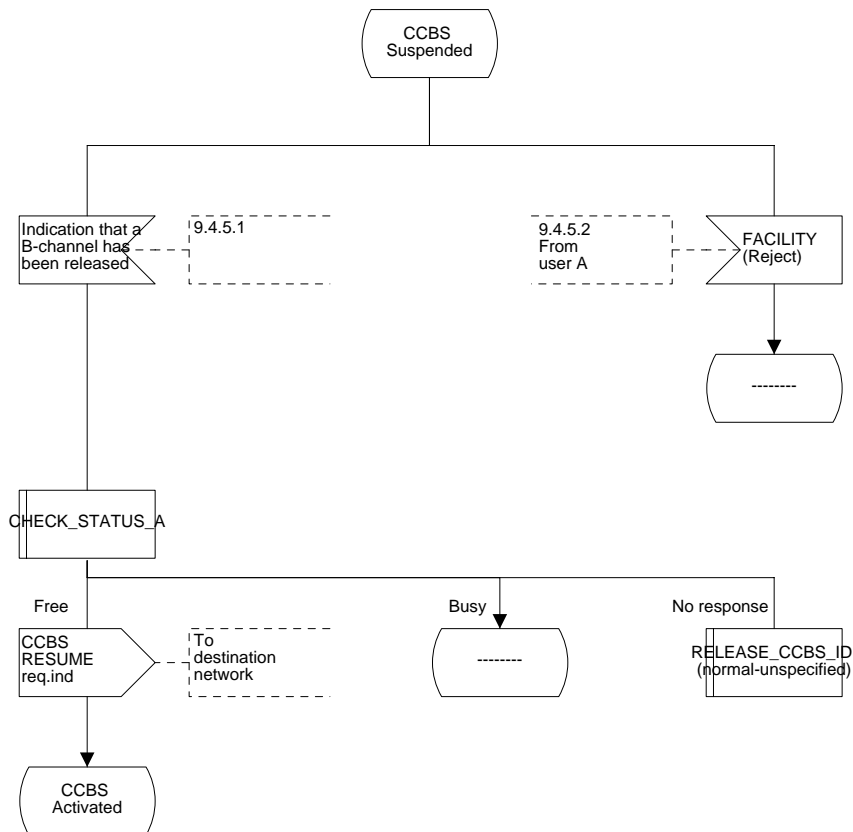 CCBS
Suspended
Indication that a
B-channel has
been released
9.4.5.1
9.4.5.2
From
user A
FACILITY
(Reject)
--------
CHECK_STATUS_A
Free
Busy
No response
CCBS
RESUME
req.ind
To
destination
network
--------
RELEASE_CCBS_ID
(normal-unspecified)
CCBS
Activated